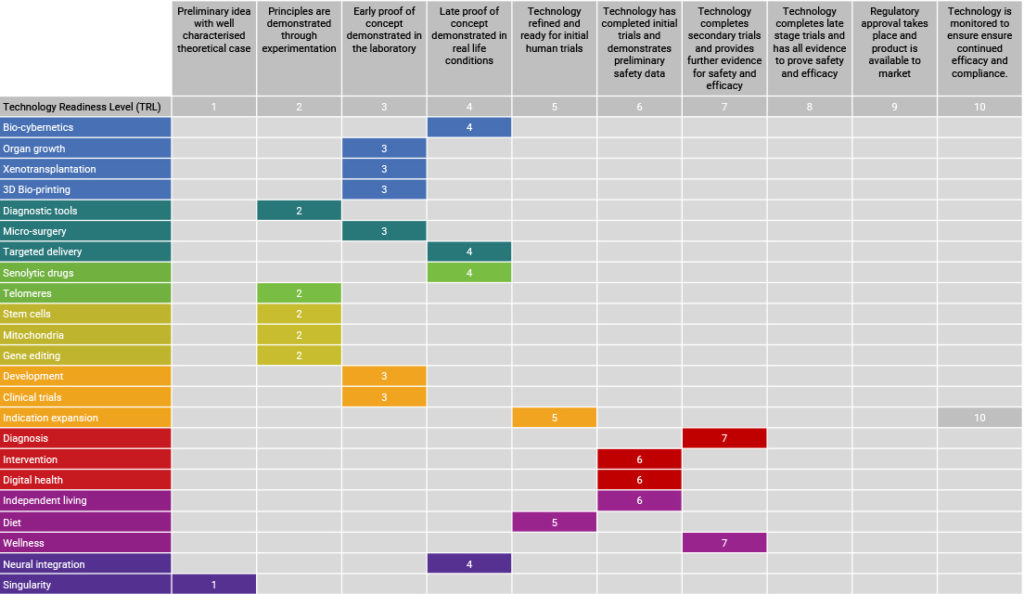 Preliminary idea
with well
characterised
theoretical case
Principles are
demonstrated
through
experimentation
Early proof of
concept
demonstrated in
the laboratory
Late proof of
concept
demonstrated in
real life
conditions
Technology
refined and
ready for initial
human trials
Technology has
completed initial
trials and
demonstrates
preliminary
safety data
Technology
completes
secondary trials
and provides
further evidence
for safety and
efficacy
Technology
completes late
stage trials and
has all evidence
to prove safety
and efficacy
Regulatory
approval takes
place and
product is
available to
market
Technology is
monitored to
ensure ensure
continued
efficacy and
compliance.
Technology Readiness Level (TRL) 1 2 3 4 5 6 7 8 9 10
Bio-cybernetics 4
Organ growth 3
Xenotransplantation 3
3D Bio-printing 3
Diagnostic tools 2
Micro-surgery 3
Targeted delivery 4
Senolytic drugs 4
Telomeres 2
Stem cells 2
Mitochondria 2
Gene editing 2
Development 3
Clinical trials 3
Indication expansion 5 10
Diagnosis 7
Intervention 6
Digital health 6
Independent living 6
Diet 5
Wellness 7
Neural integration 4
Singularity 1